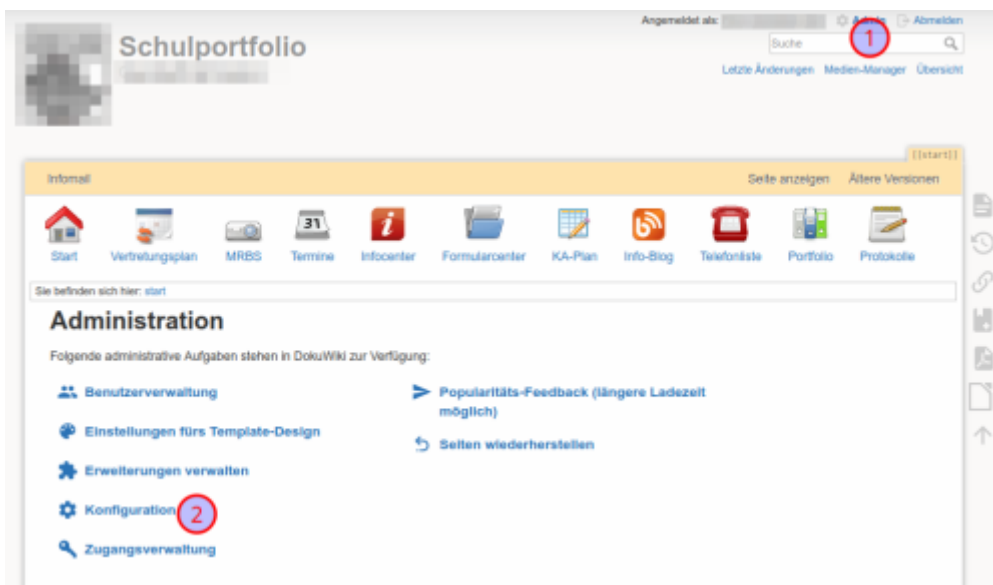 Angemeldet als: Admin Abmelden
Schulportfolio
Suche
1
Letzte Änderungen Medien-Manager Übersicht
[[start]]
Infomail Seite anzeigen Ältere Versionen
31
Start Vertretungsplan MRBS Termine Infocenter Formularcenter KA-Plan Info-Blog Telefonliste Portfolio Protokolle
Sie befinden sich hier: start
Administration
Folgende administrative Aufgaben stehen in DokuWiki zur Verfügung:
Benutzerverwaltung
Einstellungen fürs Template-Design
Erweiterungen verwalten
Konfiguration 2
Zugangsverwaltung
Popularitäts-Feedback (längere Ladezeit
möglich)
Seiten wiederherstellen